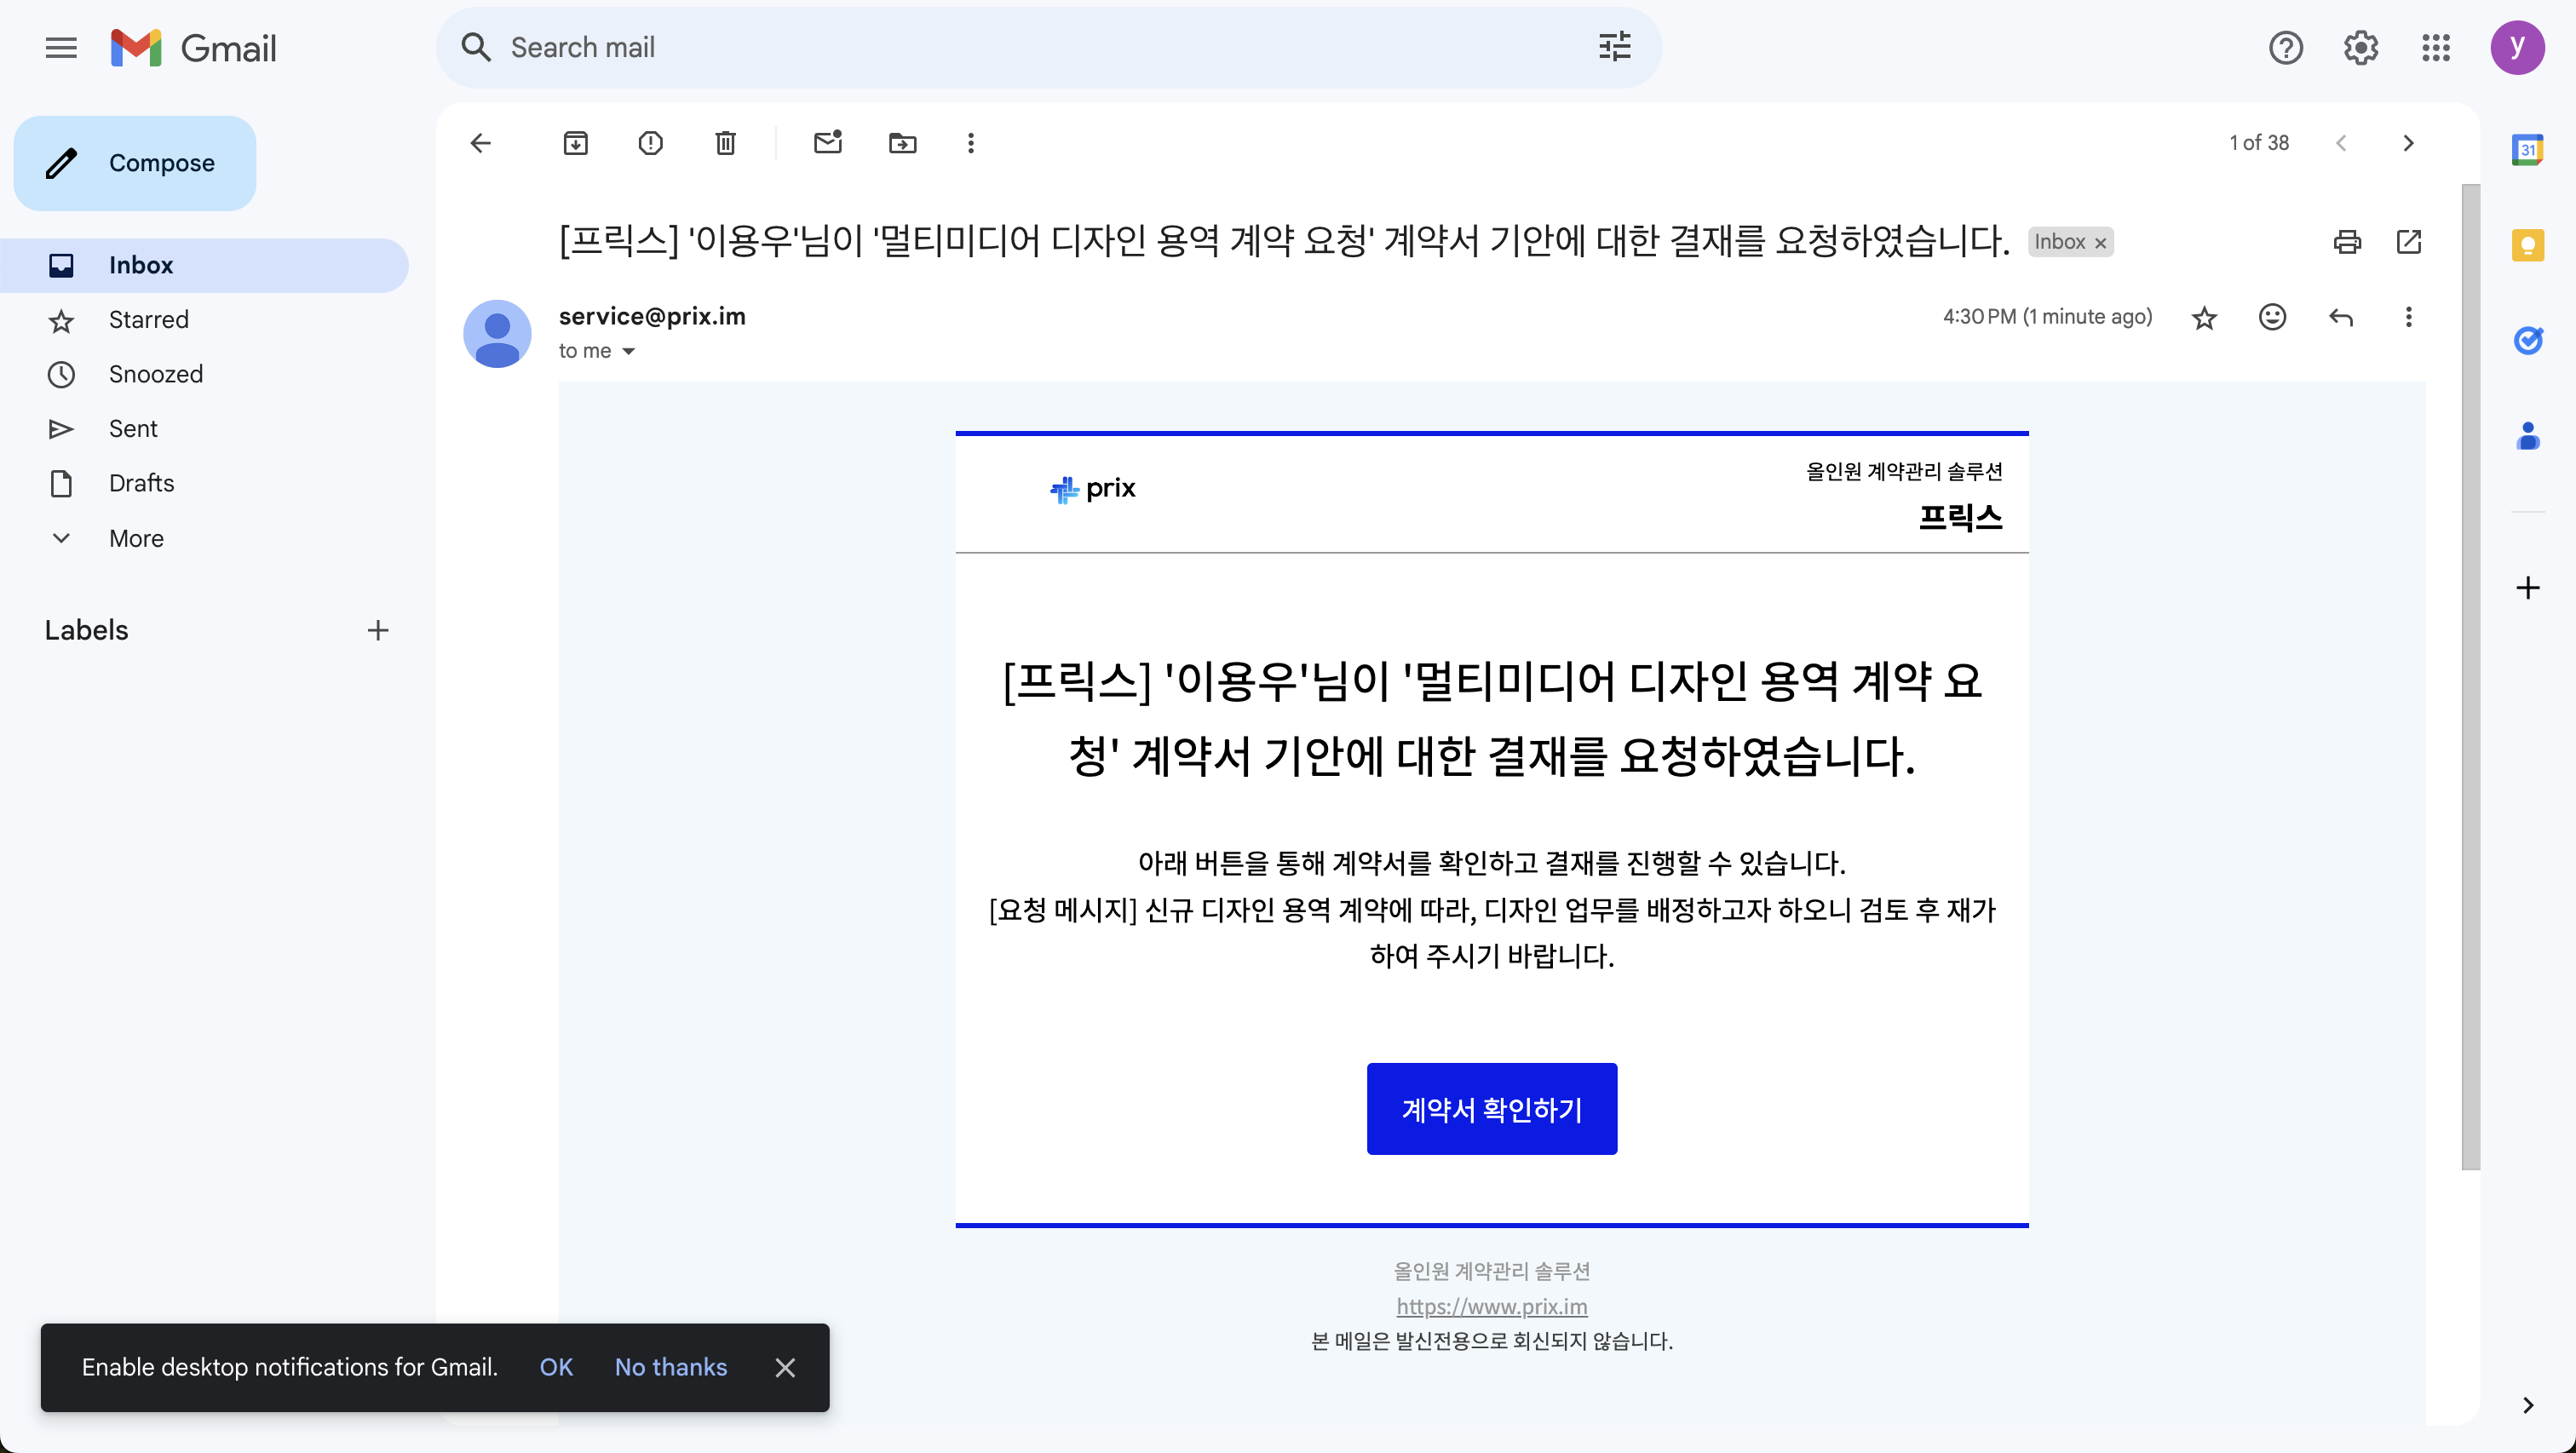 Gmail
Search mail
y
Compose
1 of 38
31
[프릭스] '이용우'님이 '멀티미디어 디자인 용역 계약 요청' 계약서 기안에 대한 결재를 요청하였습니다.
Inbox ×
Inbox
service@prix.im
4:30 PM (1 minute ago)
to me
Starred
Snoozed
Sent
Drafts
More
Labels
prix
올인원 계약관리 솔루션
프릭스
[프릭스] '이용우'님이 '멀티미디어 디자인 용역 계약 요
청' 계약서 기안에 대한 결재를 요청하였습니다.
아래 버튼을 통해 계약서를 확인하고 결재를 진행할 수 있습니다.
[요청 메시지] 신규 디자인 용역 계약에 따라, 디자인 업무를 배정하고자 하오니 검토 후 재가
하여 주시기 바랍니다.
계약서 확인하기
올인원 계약관리 솔루션
https://www.prix.im
본 메일은 발신전용으로 회신되지 않습니다.
Enable desktop notifications for Gmail. OK No thanks